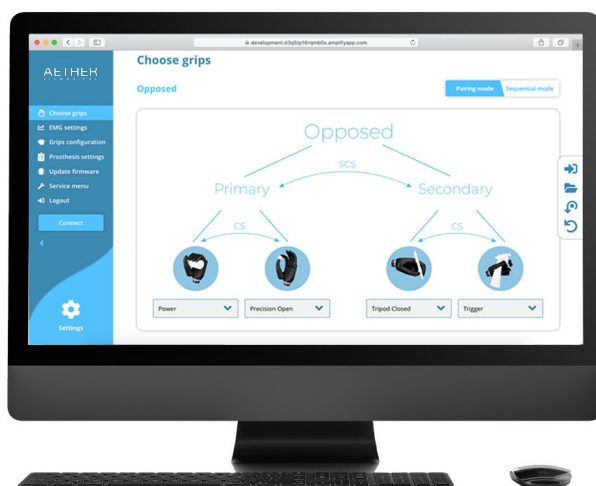 development.d3q5tp16rqmb0s.amplifyapp.com
AETHER
Choose grips
Opposed
Pairing mode
Sequential mode
Choose grips
EMG settings
Grips configuration
Prosthesis settings
Update firmware
Service menu
Logout
Connect
Settings
Opposed
SCS
Primary
Secondary
CS
CS
Power
Precision Open
Tripod Closed
Trigger